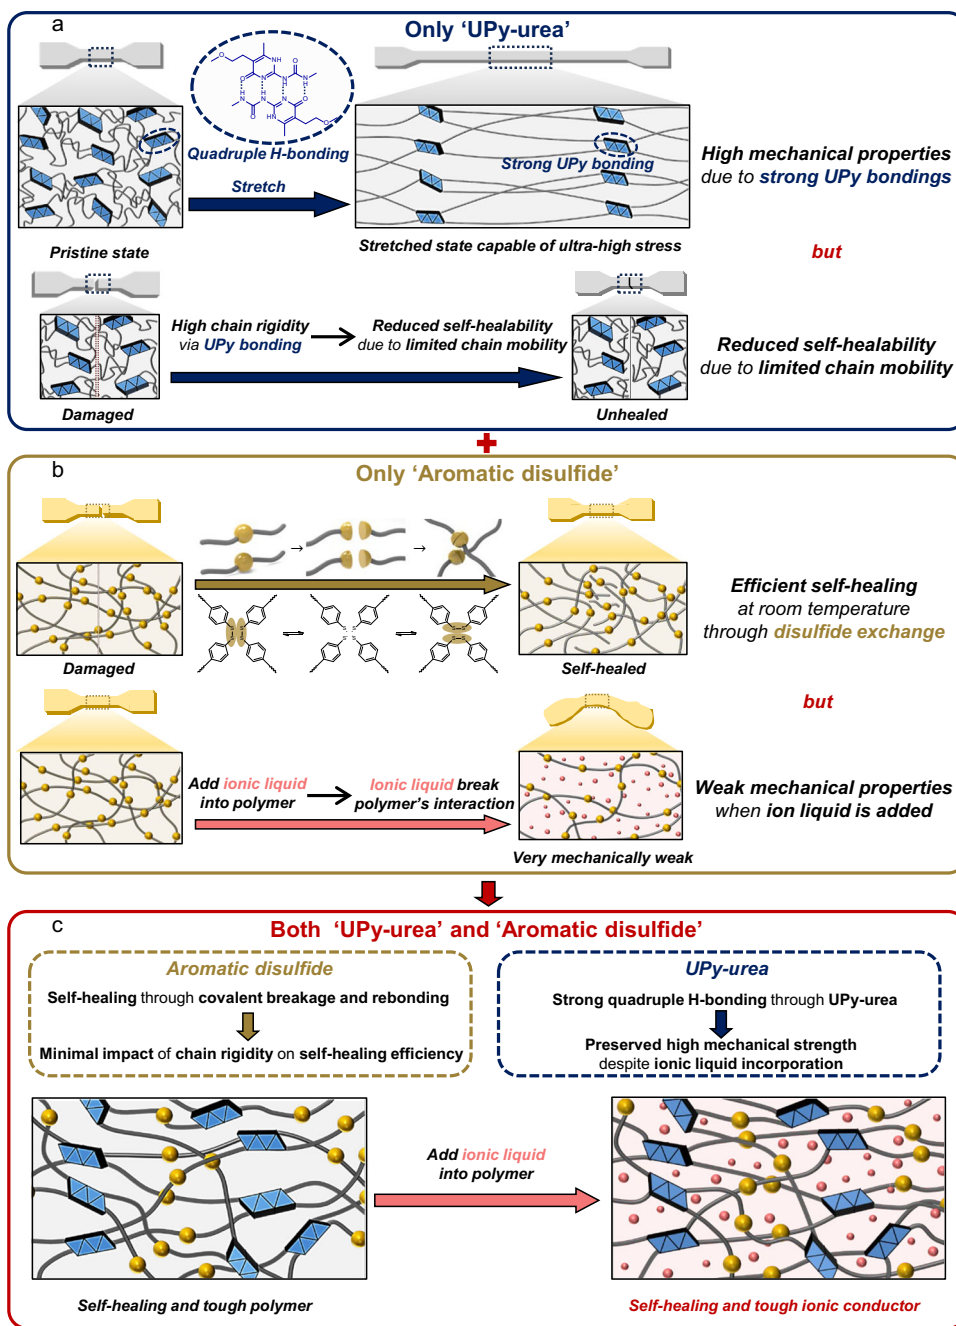 a
Only ‘UPy-urea’
O
NH
O
O
N
NH
NH
N
H
H
N
N
H
O
HN
N
O
O
Quadruple H-bonding
Stretch
Strong UPy bonding
High mechanical properties
due to strong UPy bondings
Pristine state
Stretched state capable of ultra-high stress
but
High chain rigidity
via UPy bonding
Reduced self-healability
due to limited chain mobility
Reduced self-healability
due to limited chain mobility
Damaged
Unhealed
b
Only ‘Aromatic disulfide’
Efficient self-healing
at room temperature
through disulfide exchange
S S
S S
S S
S S
S S
S S
Damaged
Self-healed
but
Add ionic liquid
into polymer
Ionic liquid break
polymer’s interaction
Weak mechanical properties
when ion liquid is added
Very mechanically weak
c
Both ‘UPy-urea’ and ‘Aromatic disulfide’
Aromatic disulfide
Self-healing through covalent breakage and rebonding
Minimal impact of chain rigidity on self-healing efficiency
UPy-urea
Strong quadruple H-bonding through UPy-urea
Preserved high mechanical strength
despite ionic liquid incorporation
Add ionic liquid
into polymer
Self-healing and tough polymer
Self-healing and tough ionic conductor